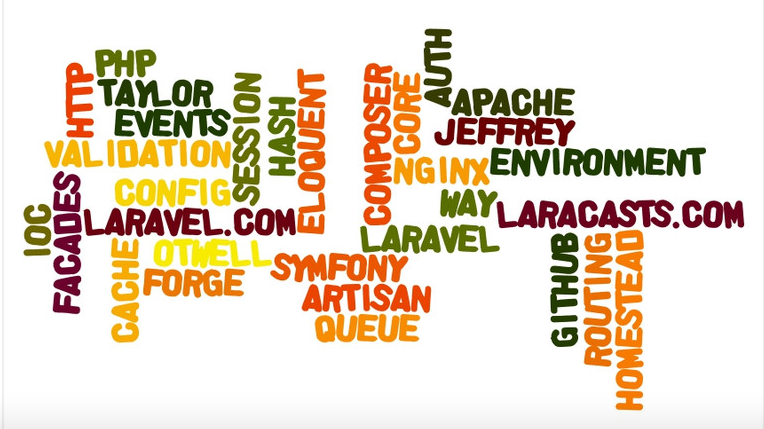 PHP
HTTP
TAYLOR
EVENTS
VALIDATION
SESSION
HASH
ELOQUENT
CONFIG
IOC
FACADES
LARAVEL.COM
OTWELL
CACHE
FORGE
SYMFONY
ARTISAN
QUEUE
AUTH
COMPOSER
CORE
APACHE
JEFFREY
NGINX
ENVIRONMENT
WAY
LARACASTS.COM
LARAVEL
GITHUB
ROUTING
HOMESTEAD